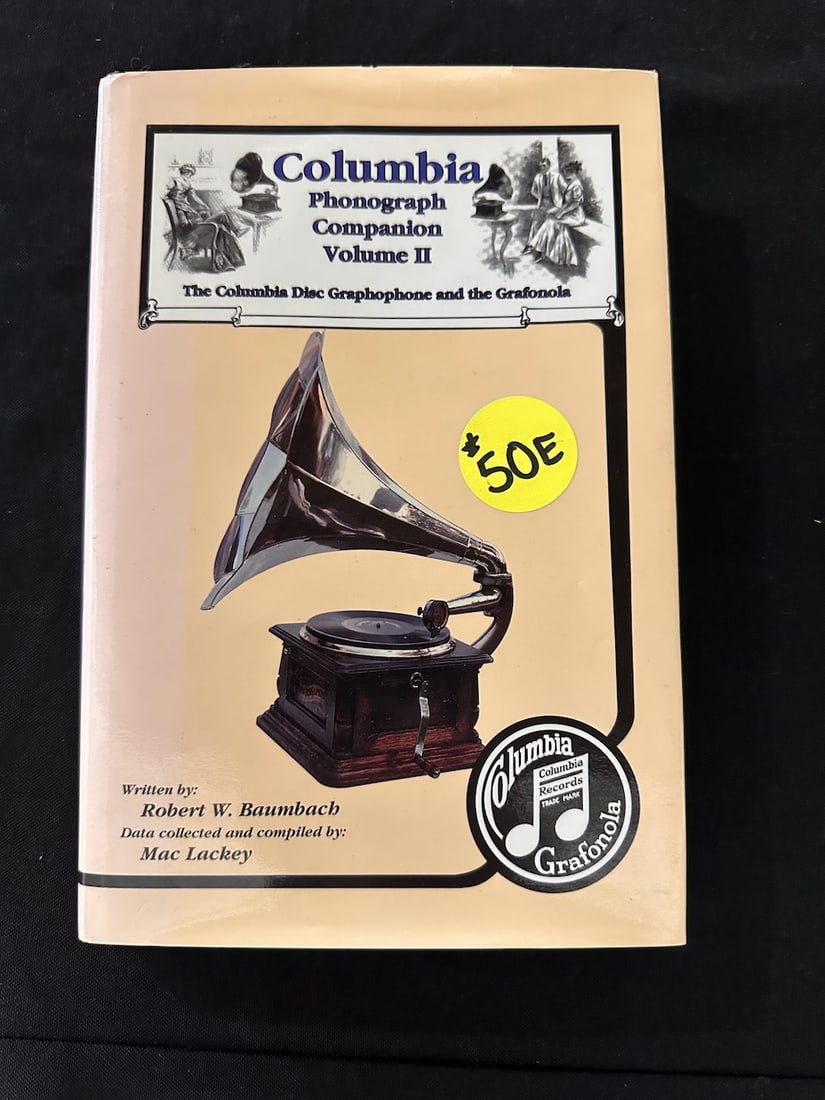 Columbia
Phonograph
Companion
Volume II
The Columbia Disc Graphophone and the Grafonola
*50E
Written by:
Robert W. Baumbach
Data collected and compiled by:
Mac Lackey
Columbia
Columbia
Records
TRADE MARK
Grafonola